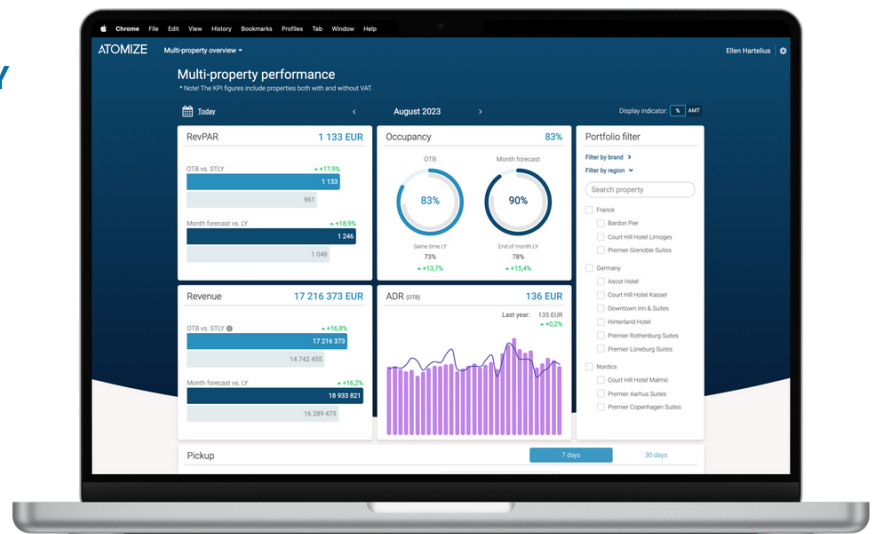 Y
Chrome File Edit View History Bookmarks Profiles Tab Window Help
ATOMIZE Multi-property overview Ellen Hartelius
Multi-property performance
* Note! The KPI figures include properties both with and without VAT.
Today < August 2023 > Display indicator: % AMT
RevPAR 1 133 EUR
OTB vs. STLY +17,9%
1 133
961
Month forecast vs. LY +18,9%
1 246
1 048
Occupancy 83%
OTB Month forecast
83% 90%
Same time LY End of month LY
73% 78%
+13,7% +15,4%
Portfolio filter
Filter by brand >
Filter by region
Search property
France
Bardon Pier
Court Hill Hotel Limoges
Premier Grenoble Suites
Germany
Ascot Hotel
Court Hill Hotel Kassel
Downtown Inn & Suites
Hinterland Hotel
Premier Rothenburg Suites
Premier Lüneburg Suites
Nordics
Court Hill Hotel Malmö
Premier Aarhus Suites
Premier Copenhagen Suites
Revenue 17 216 373 EUR
OTB vs. STLY +16,8%
17 216 373
14 742 455
Month forecast vs. LY +16,2%
18 933 821
16 289 473
ADR (OTB) 136 EUR
Last year: 135 EUR
+0,2%
Pickup 7 days 30 days